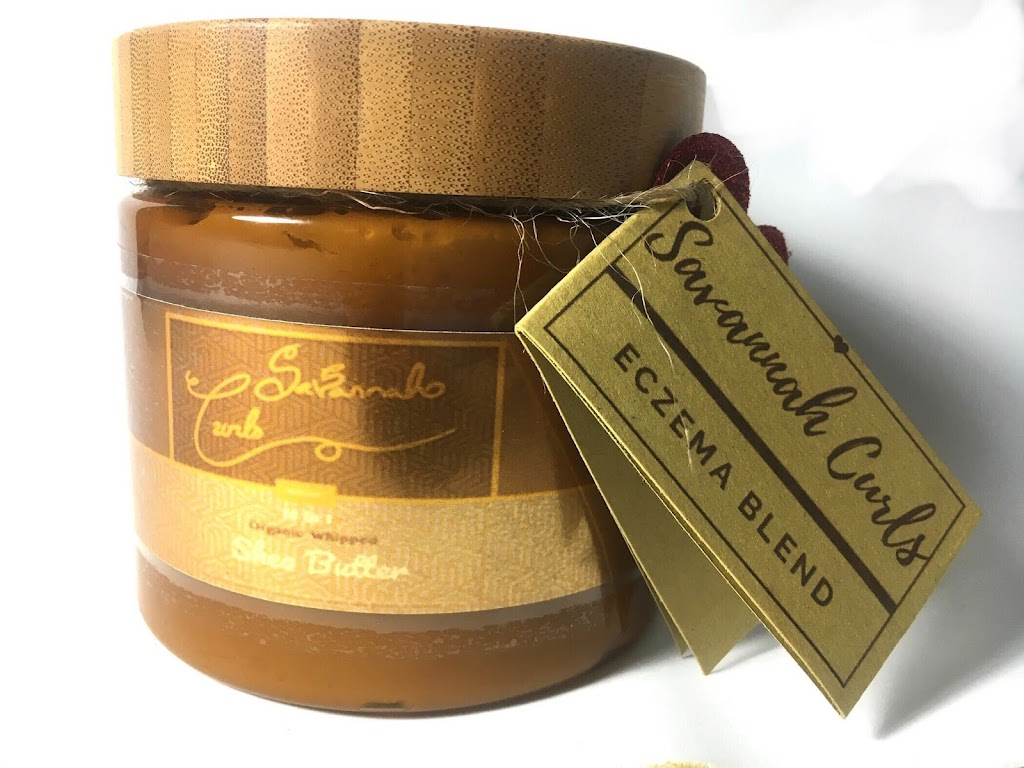 Savannah
Curls
Organic Whipped
Shea Butter
Savannah Curls
ECZEMA BLEND